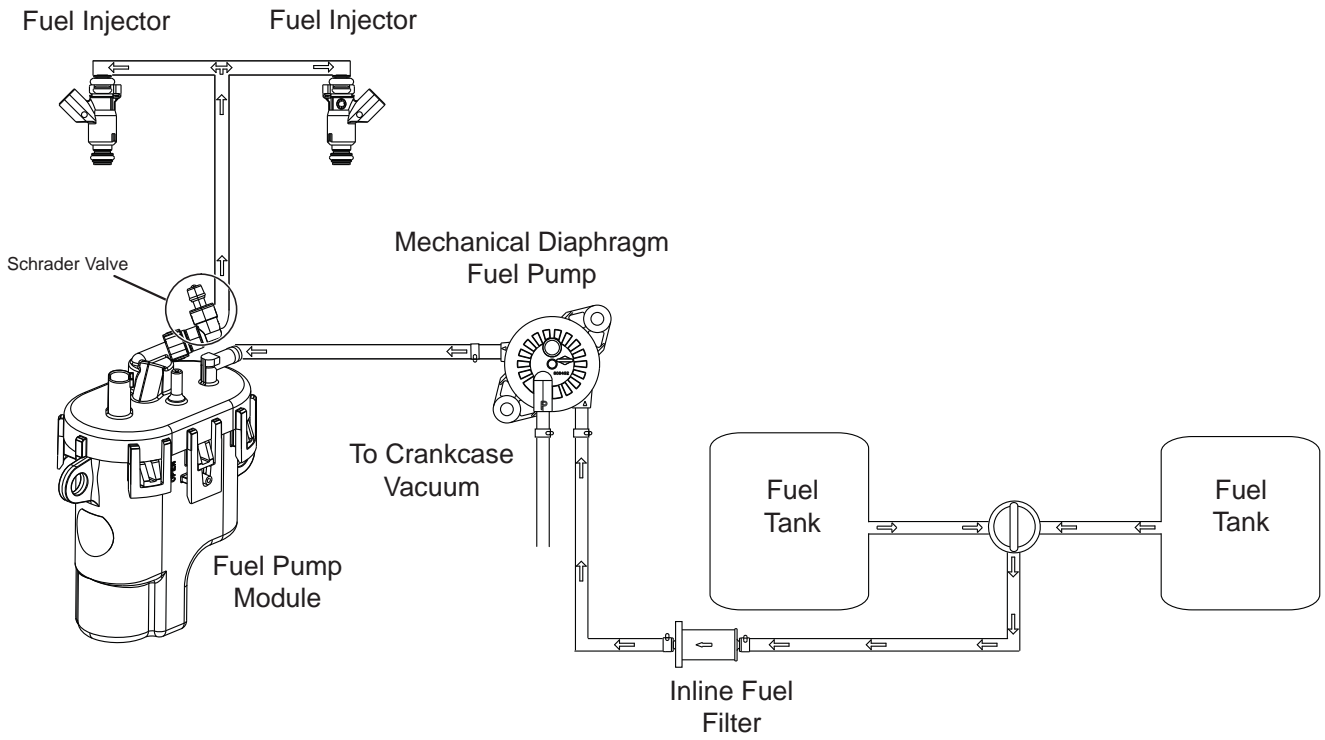 Fuel Injector
Fuel Injector
Schrader Valve
Mechanical Diaphragm
Fuel Pump
P
To Crankcase
Vacuum
Fuel Pump
Module
Fuel
Tank
Fuel
Tank
Inline Fuel
Filter